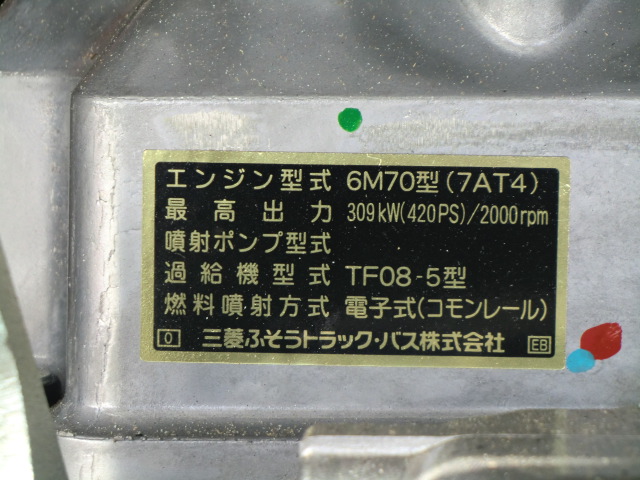 エンジン型式 6M70型(7AT4)
最高出力 309kW(420PS)/2000rpm
噴射ポンプ型式
過給機型式 TF08-5型
燃料噴射方式 電子式(コモンレール)
0 三菱ふそうトラック・バス株式会社 EB